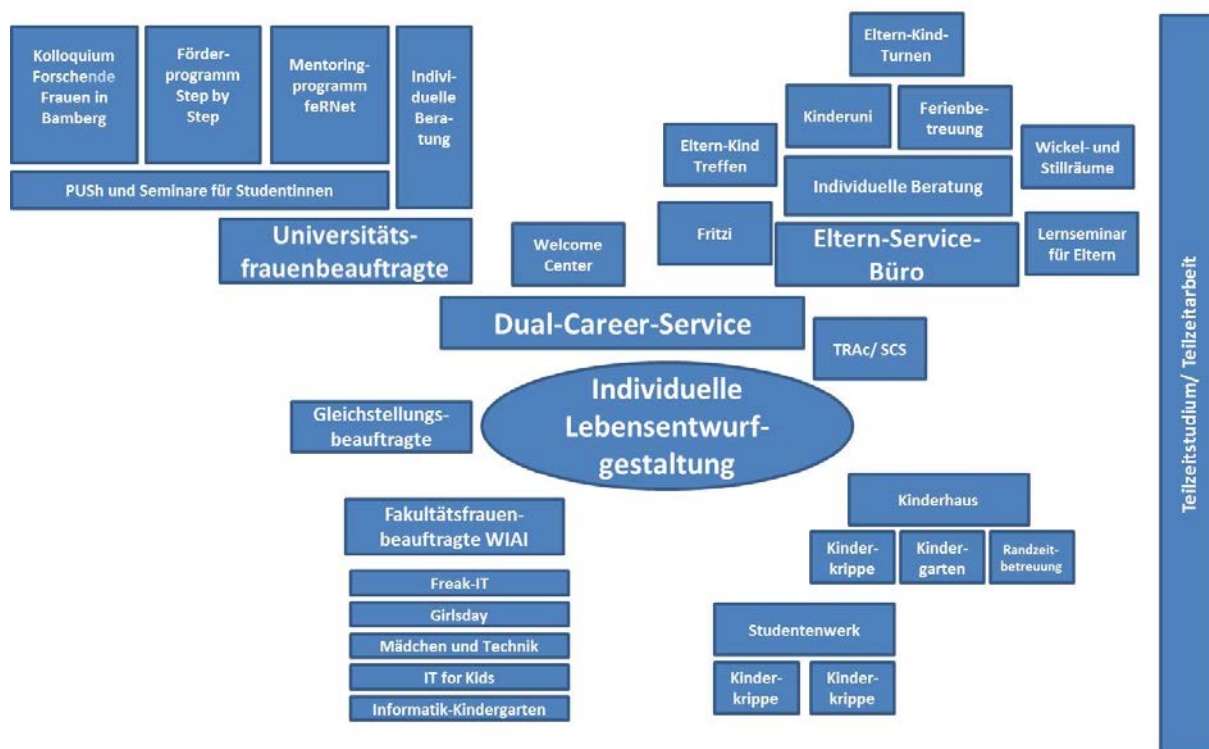 Kolloquium
Forschende
Frauen in
Bamberg
Förder-
programm
Step by
Step
Mentoring-
programm
feRNet
Indivi-
duelle
Bera-
tung
PUSh und Seminare für StudentInnen
Universitäts-
frauenbeauftragte
Welcome
Center
Eltern-Kind-
Turnen
Kinderuni
Ferienbe-
treuung
Eltern-Kind
Treffen
Wickel- und
Stillräume
Individuelle Beratung
Fritzi
Eltern-Service-
Büro
Lernseminar
für Eltern
Dual-Career-Service
TRAc/ SCS
Individuelle
Lebensentwurf-
gestaltung
Gleichstellungs-
beauftragte
Fakultätsfrauen-
beauftragte WIAI
Freak-IT
Girlsday
Mädchen und Technik
IT for Kids
Informatik-Kindergarten
Kinderhaus
Kinder-
krippe
Kinder-
garten
Randzeit-
betreuung
Studentenwerk
Kinder-
krippe
Kinder-
krippe
Teilzeitstudium/ Teilzeitarbeit